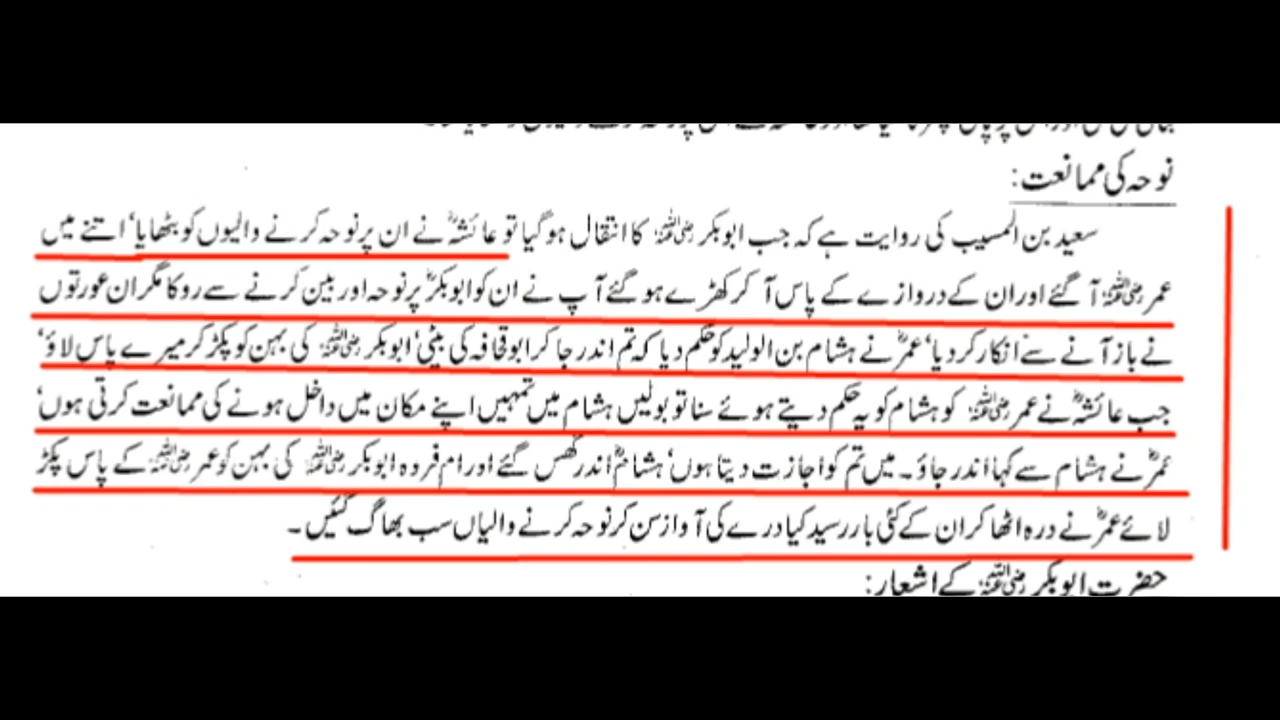 نوحہ کی ممانعت:
سعید بن المسیب کی روایت ہے کہ جب ابوبکر رضی اللہ عنہ کا انتقال ہو گیا تو عائشہؓ نے ان پر نوحہ کرنے والیوں کو بٹھایا‘ اتنے میں
عمر رضی اللہ عنہ آ گئے اور ان کے دروازے کے پاس آ کر کھڑے ہو گئے آپ نے ان کو ابوبکرؓ پر نوحہ اور بین کرنے سے روکا مگر ان عورتوں
نے باز آنے سے انکار کر دیا‘ عمرؓ نے ہشام بن الولید کو حکم دیا کہ تم اندر جا کر ابو قحافہ کی بیٹی‘ ابوبکر رضی اللہ عنہ کی بہن کو پکڑ کر میرے پاس لاؤ‘
جب عائشہؓ نے عمر رضی اللہ عنہ کو ہشام کو یہ حکم دیتے ہوئے سنا تو بولیں ہشام میں تمہیں اپنے مکان میں داخل ہونے کی ممانعت کرتی ہوں‘
عمرؓ نے ہشام سے کہا اندر جاؤ۔ میں تم کو اجازت دیتا ہوں‘ ہشامؓ اندر گھس گئے اور ام فروہ ابوبکر رضی اللہ عنہ کی بہن کو عمر رضی اللہ عنہ کے پاس پکڑ
لائے عمرؓ نے درہ اٹھا کر ان کے کئی بار رسید کیا درے کی آواز سن کر نوحہ کرنے والیاں سب بھاگ گئیں۔
حضرت ابوبکر رضی اللہ عنہ کے اشعار: